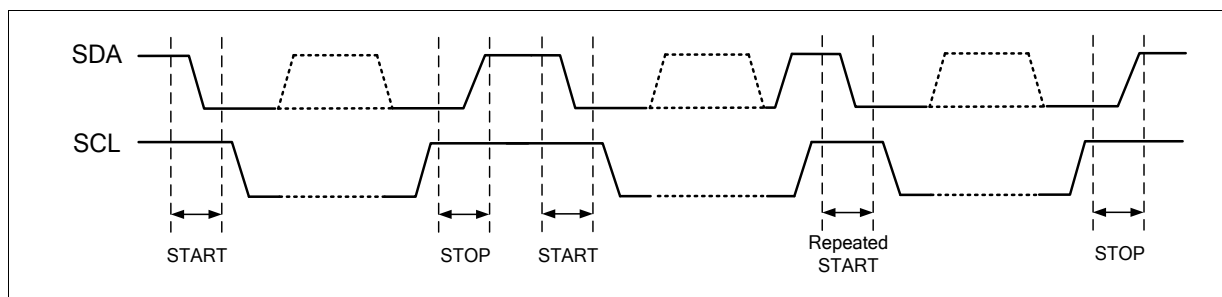 SDA
SCL
START
STOP
START
Repeated
START
STOP